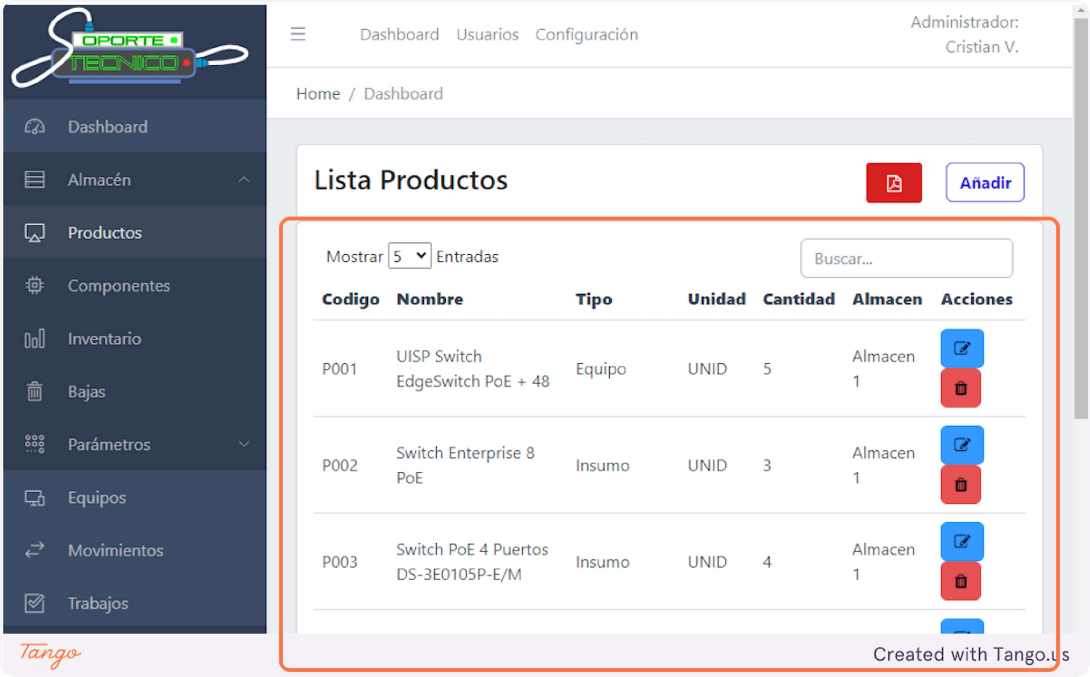 OPORTE
TECNICO
Dashboard Usuarios Configuración
Administrador:
Cristian V.
Home / Dashboard
Dashboard
Almacén
Productos
Componentes
Inventario
Bajas
Parámetros
Equipos
Movimientos
Trabajos
Lista Productos
Añadir
Mostrar 5 Entradas
Buscar...
Codigo Nombre Tipo Unidad Cantidad Almacen Acciones
P001 UISP Switch EdgeSwitch PoE + 48 Equipo UNID 5 Almacen 1
P002 Switch Enterprise 8 PoE Insumo UNID 3 Almacen 1
P003 Switch PoE 4 Puertos DS-3E0105P-E/M Insumo UNID 4 Almacen 1
Tango
Created with Tango.us